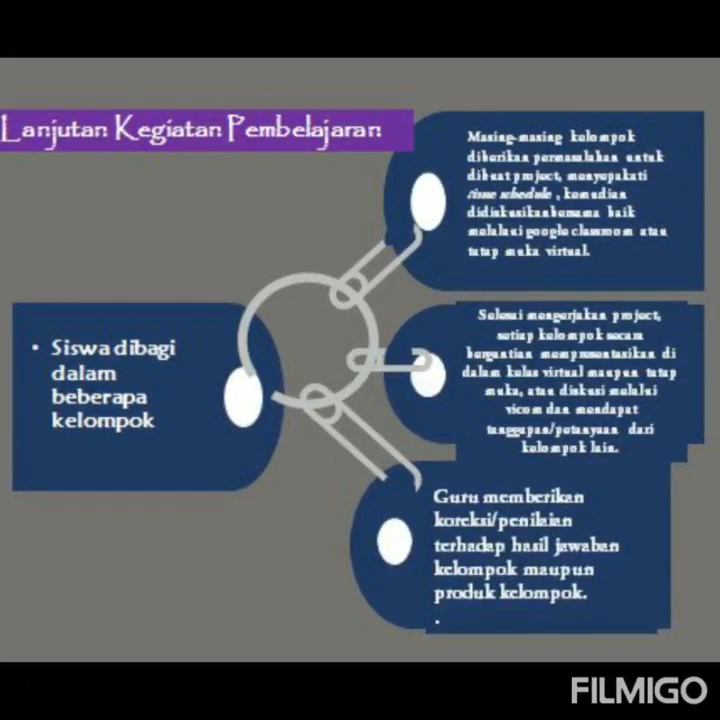 Lanjutan Kegiatan Pembelajaran
• Siswa dibagi
dalam
beberapa
kelompok
Masing-masing kelompok
diberikan permasalahan untuk
dibuat project, menyepakati
time schedule , kemudian
didiskusikan bersama baik
melalui google classroom atau
tatap muka virtual.
Selesai mengerjakan project,
setiap kelompok secara
bergantian mempresentasikan di
dalam kelas virtual maupun tatap
muka, atau diskusi melalui
vicon dan mendapat
tanggapan/petanyaan dari
kelompok lain.
Guru memberikan
koreksi/penilaian
terhadap hasil jawaban
kelompok maupun
produk kelompok.
.
FILMIGO